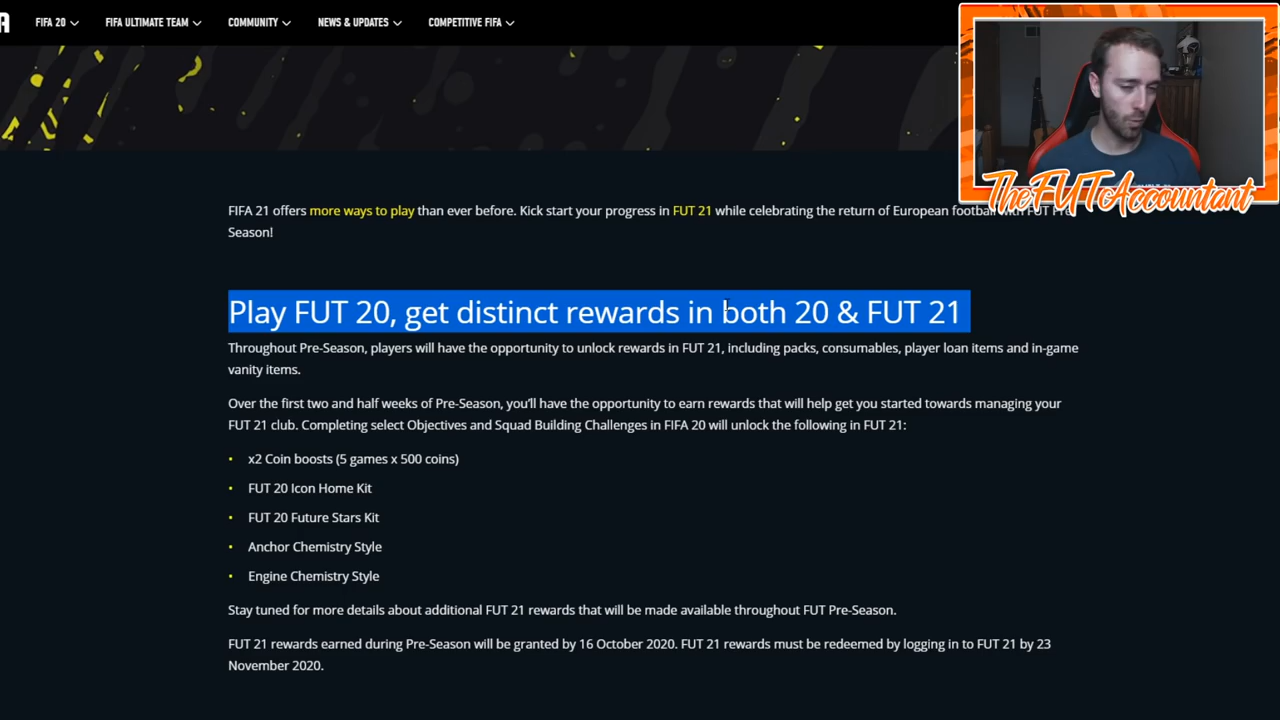 A
FIFA 20
FIFA ULTIMATE TEAM
COMMUNITY
NEWS & UPDATES
COMPETITIVE FIFA
TheFUTAccountant
FIFA 21 offers more ways to play than ever before. Kick start your progress in FUT 21 while celebrating the return of European football with FUT Pre
Season!
Play FUT 20, get distinct rewards in both 20 & FUT 21
Throughout Pre-Season, players will have the opportunity to unlock rewards in FUT 21, including packs, consumables, player loan items and in-game
vanity items.
Over the first two and half weeks of Pre-Season, you'll have the opportunity to earn rewards that will help get you started towards managing your
FUT 21 club. Completing select Objectives and Squad Building Challenges in FIFA 20 will unlock the following in FUT 21:
• x2 Coin boosts (5 games x 500 coins)
• FUT 20 Icon Home Kit
• FUT 20 Future Stars Kit
• Anchor Chemistry Style
• Engine Chemistry Style
Stay tuned for more details about additional FUT 21 rewards that will be made available throughout FUT Pre-Season.
FUT 21 rewards earned during Pre-Season will be granted by 16 October 2020. FUT 21 rewards must be redeemed by logging in to FUT 21 by 23
November 2020.